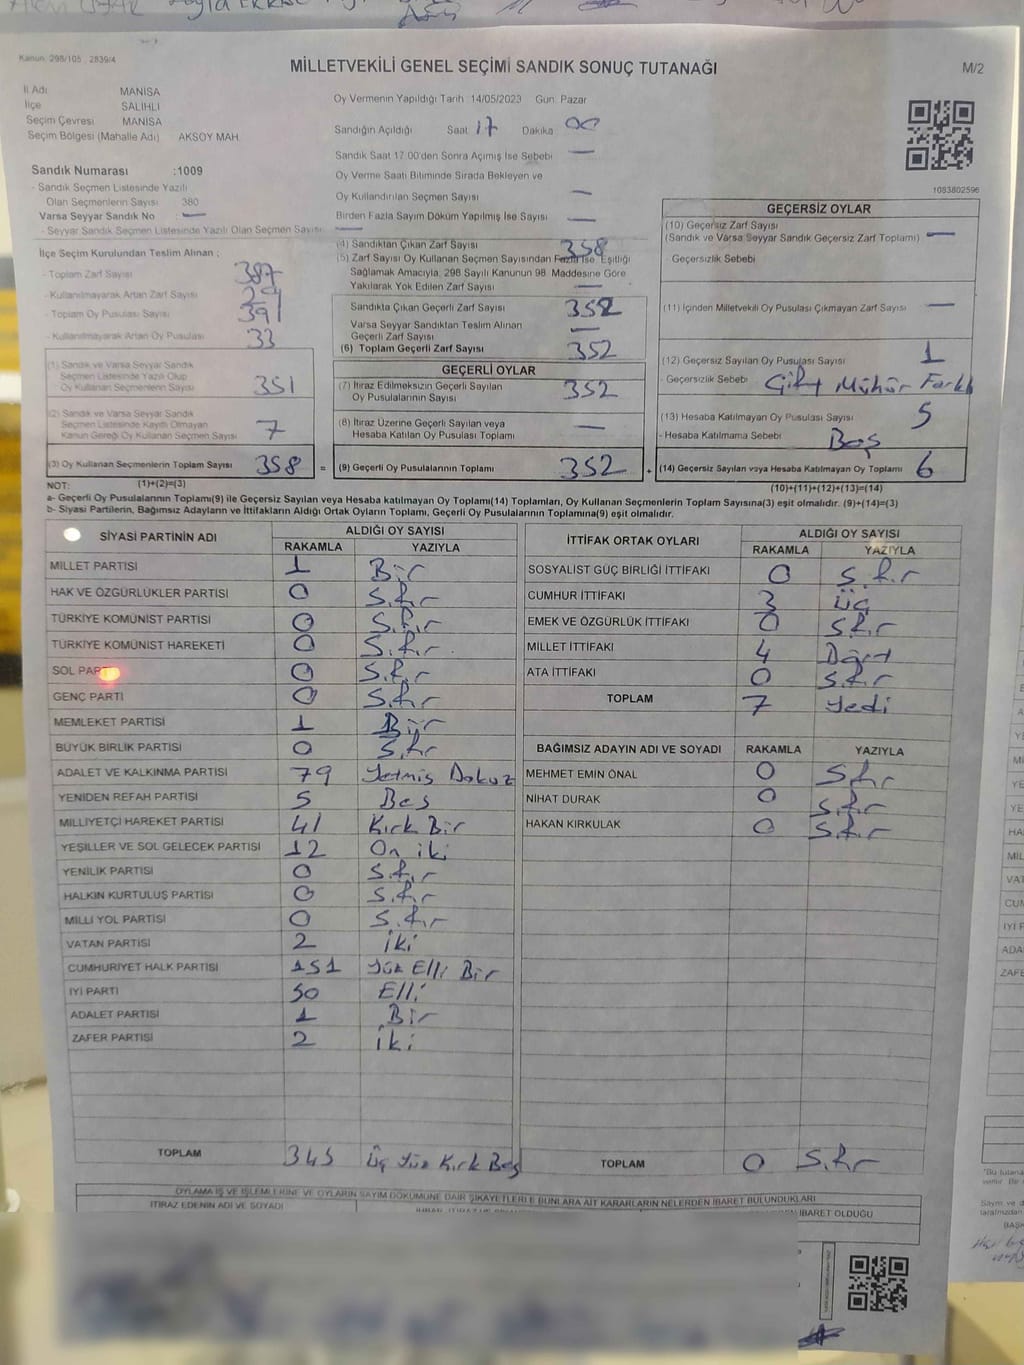 Kanun: 298/105 , 2839/4
MİLLETVEKİLİ GENEL SEÇİMİ SANDIK SONUÇ TUTANAĞI
M/2
İl Adı MANİSA
İlçe SALİHLİ
Seçim Çevresi MANİSA
Seçim Bölgesi (Mahalle Adı) AKSOY MAH.
Oy Vermenin Yapıldığı Tarih 14/05/2023 Gün: Pazar
Sandığın Açıldığı Saat 17 Dakika 00
Sandık Saat 17:00'den Sonra Açılmış İse Sebebi —
Oy Verme Saati Bitiminde Sırada Bekleyen ve
Oy Kullandırılan Seçmen Sayısı —
Birden Fazla Sayım Döküm Yapılmış İse Sayısı —
1083802596
Sandık Numarası :1009
- Sandık Seçmen Listesinde Yazılı
Olan Seçmenlerin Sayısı 380
Varsa Seyyar Sandık No : —
- Seyyar Sandık Seçmen Listesinde Yazılı Olan Seçmen Sayısı: —
İlçe Seçim Kurulundan Teslim Alınan ;
- Toplam Zarf Sayısı 387
- Kullanılmayarak Artan Zarf Sayısı 29
- Toplam Oy Pusulası Sayısı 391
- Kullanılmayarak Artan Oy Pusulası 33
(1) Sandık ve Varsa Seyyar Sandık
Seçmen Listesinde Yazılı Olup
Oy Kullanan Seçmenlerin Sayısı 351
(2) Sandık ve Varsa Seyyar Sandık
Seçmen Listesinde Kaydı Olmayan
Kanun Gereği Oy Kullanan Seçmen Sayısı 7
(3) Oy Kullanan Seçmenlerin Toplam Sayısı 358 =
(1)+(2)=(3)
(4) Sandıktan Çıkan Zarf Sayısı 358
(5) Zarf Sayısı Oy Kullanan Seçmen Sayısından Fazla ise, Eşitliği
Sağlamak Amacıyla, 298 Sayılı Kanunun 98. Maddesine Göre
Yakılarak Yok Edilen Zarf Sayısı —
Sandıkta Çıkan Geçerli Zarf Sayısı 352
Varsa Seyyar Sandıktan Teslim Alınan
Geçerli Zarf Sayısı —
(6) Toplam Geçerli Zarf Sayısı 352
GEÇERLİ OYLAR
(7) İtiraz Edilmeksizin Geçerli Sayılan
Oy Pusulalarının Sayısı 352
(8) İtiraz Üzerine Geçerli Sayılan veya
Hesaba Katılan Oy Pusulası Toplamı —
(9) Geçerli Oy Pusulalarının Toplamı 352 +
GEÇERSİZ OYLAR
(10) Geçersiz Zarf Sayısı
(Sandık ve Varsa Seyyar Sandık Geçersiz Zarf Toplamı) —
Geçersizlik Sebebi
(11) İçinden Milletvekili Oy Pusulası Çıkmayan Zarf Sayısı —
(12) Geçersiz Sayılan Oy Pusulası Sayısı 1
- Geçersizlik Sebebi Çift Mühür Farklı
(13) Hesaba Katılmayan Oy Pusulası Sayısı 5
- Hesaba Katılmama Sebebi Boş
(14) Geçersiz Sayılan veya Hesaba Katılmayan Oy Toplamı 6
(10)+(11)+(12)+(13)=(14)
NOT:
a- Geçerli Oy Pusulalarının Toplamı(9) ile Geçersiz Sayılan veya Hesaba katılmayan Oy Toplamı(14) Toplamları, Oy Kullanan Seçmenlerin Toplam Sayısına(3) eşit olmalıdır. (9)+(14)=(3)
b- Siyasi Partilerin, Bağımsız Adayların ve İttifakların Aldığı Ortak Oyların Toplamı, Geçerli Oy Pusulalarının Toplamına(9) eşit olmalıdır.
SİYASİ PARTİNİN ADI ALDIĞI OY SAYISI
RAKAMLA YAZIYLA
MİLLET PARTİSİ 1 Bir
HAK VE ÖZGÜRLÜKLER PARTİSİ 0 Sıfır
TÜRKİYE KOMÜNİST PARTİSİ 0 Sıfır
TÜRKİYE KOMÜNİST HAREKETİ 0 Sıfır
SOL PARTİ 0 Sıfır
GENÇ PARTİ 0 Sıfır
MEMLEKET PARTİSİ 1 Bir
BÜYÜK BİRLİK PARTİSİ 0 Sıfır
ADALET VE KALKINMA PARTİSİ 79 Yetmiş Dokuz
YENİDEN REFAH PARTİSİ 5 Beş
MİLLİYETÇİ HAREKET PARTİSİ 41 Kırk Bir
YEŞİLLER VE SOL GELECEK PARTİSİ 12 On iki
YENİLİK PARTİSİ 0 Sıfır
HALKIN KURTULUŞ PARTİSİ 0 Sıfır
MİLLİ YOL PARTİSİ 0 Sıfır
VATAN PARTİSİ 2 iki
CUMHURİYET HALK PARTİSİ 151 Yüz Elli Bir
İYİ PARTİ 50 Elli
ADALET PARTİSİ 1 Bir
ZAFER PARTİSİ 2 iki
TOPLAM 345 Üç Yüz Kırk Beş
İTTİFAK ORTAK OYLARI ALDIĞI OY SAYISI
RAKAMLA YAZIYLA
SOSYALİST GÜÇ BİRLİĞİ İTTİFAKI 0 Sıfır
CUMHUR İTTİFAKI 3 Üç
EMEK VE ÖZGÜRLÜK İTTİFAKI 0 Sıfır
MİLLET İTTİFAKI 4 Dört
ATA İTTİFAKI 0 Sıfır
TOPLAM 7 Yedi
BAĞIMSIZ ADAYIN ADI VE SOYADI RAKAMLA YAZIYLA
MEHMET EMİN ÖNAL 0 Sıfır
NİHAT DURAK 0 Sıfır
HAKAN KIRKULAK 0 Sıfır
TOPLAM 0 Sıfır
OYLAMA İŞ VE İŞLEMLERİNE VE OYLARIN SAYIM DÖKÜMÜNE DAİR ŞİKAYETLERLE BUNLARA AİT KARARLARIN NELERDEN İBARET BULUNDUKLARI
İTİRAZ EDENİN ADI VE SOYADI
İBARET OLDUĞU